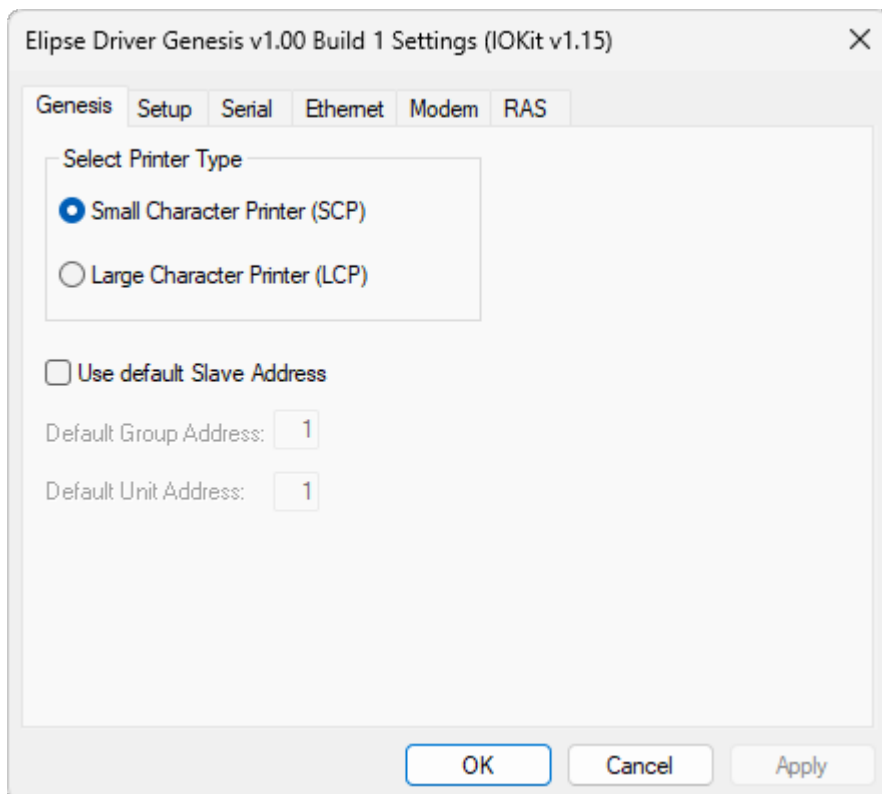 Elipse Driver Genesis v1.00 Build 1 Settings (IOKit v1.15)
Genesis Setup Serial Ethernet Modem RAS
Select Printer Type
Small Character Printer (SCP)
Large Character Printer (LCP)
Use default Slave Address
Default Group Address: 1
Default Unit Address: 1
OK Cancel Apply